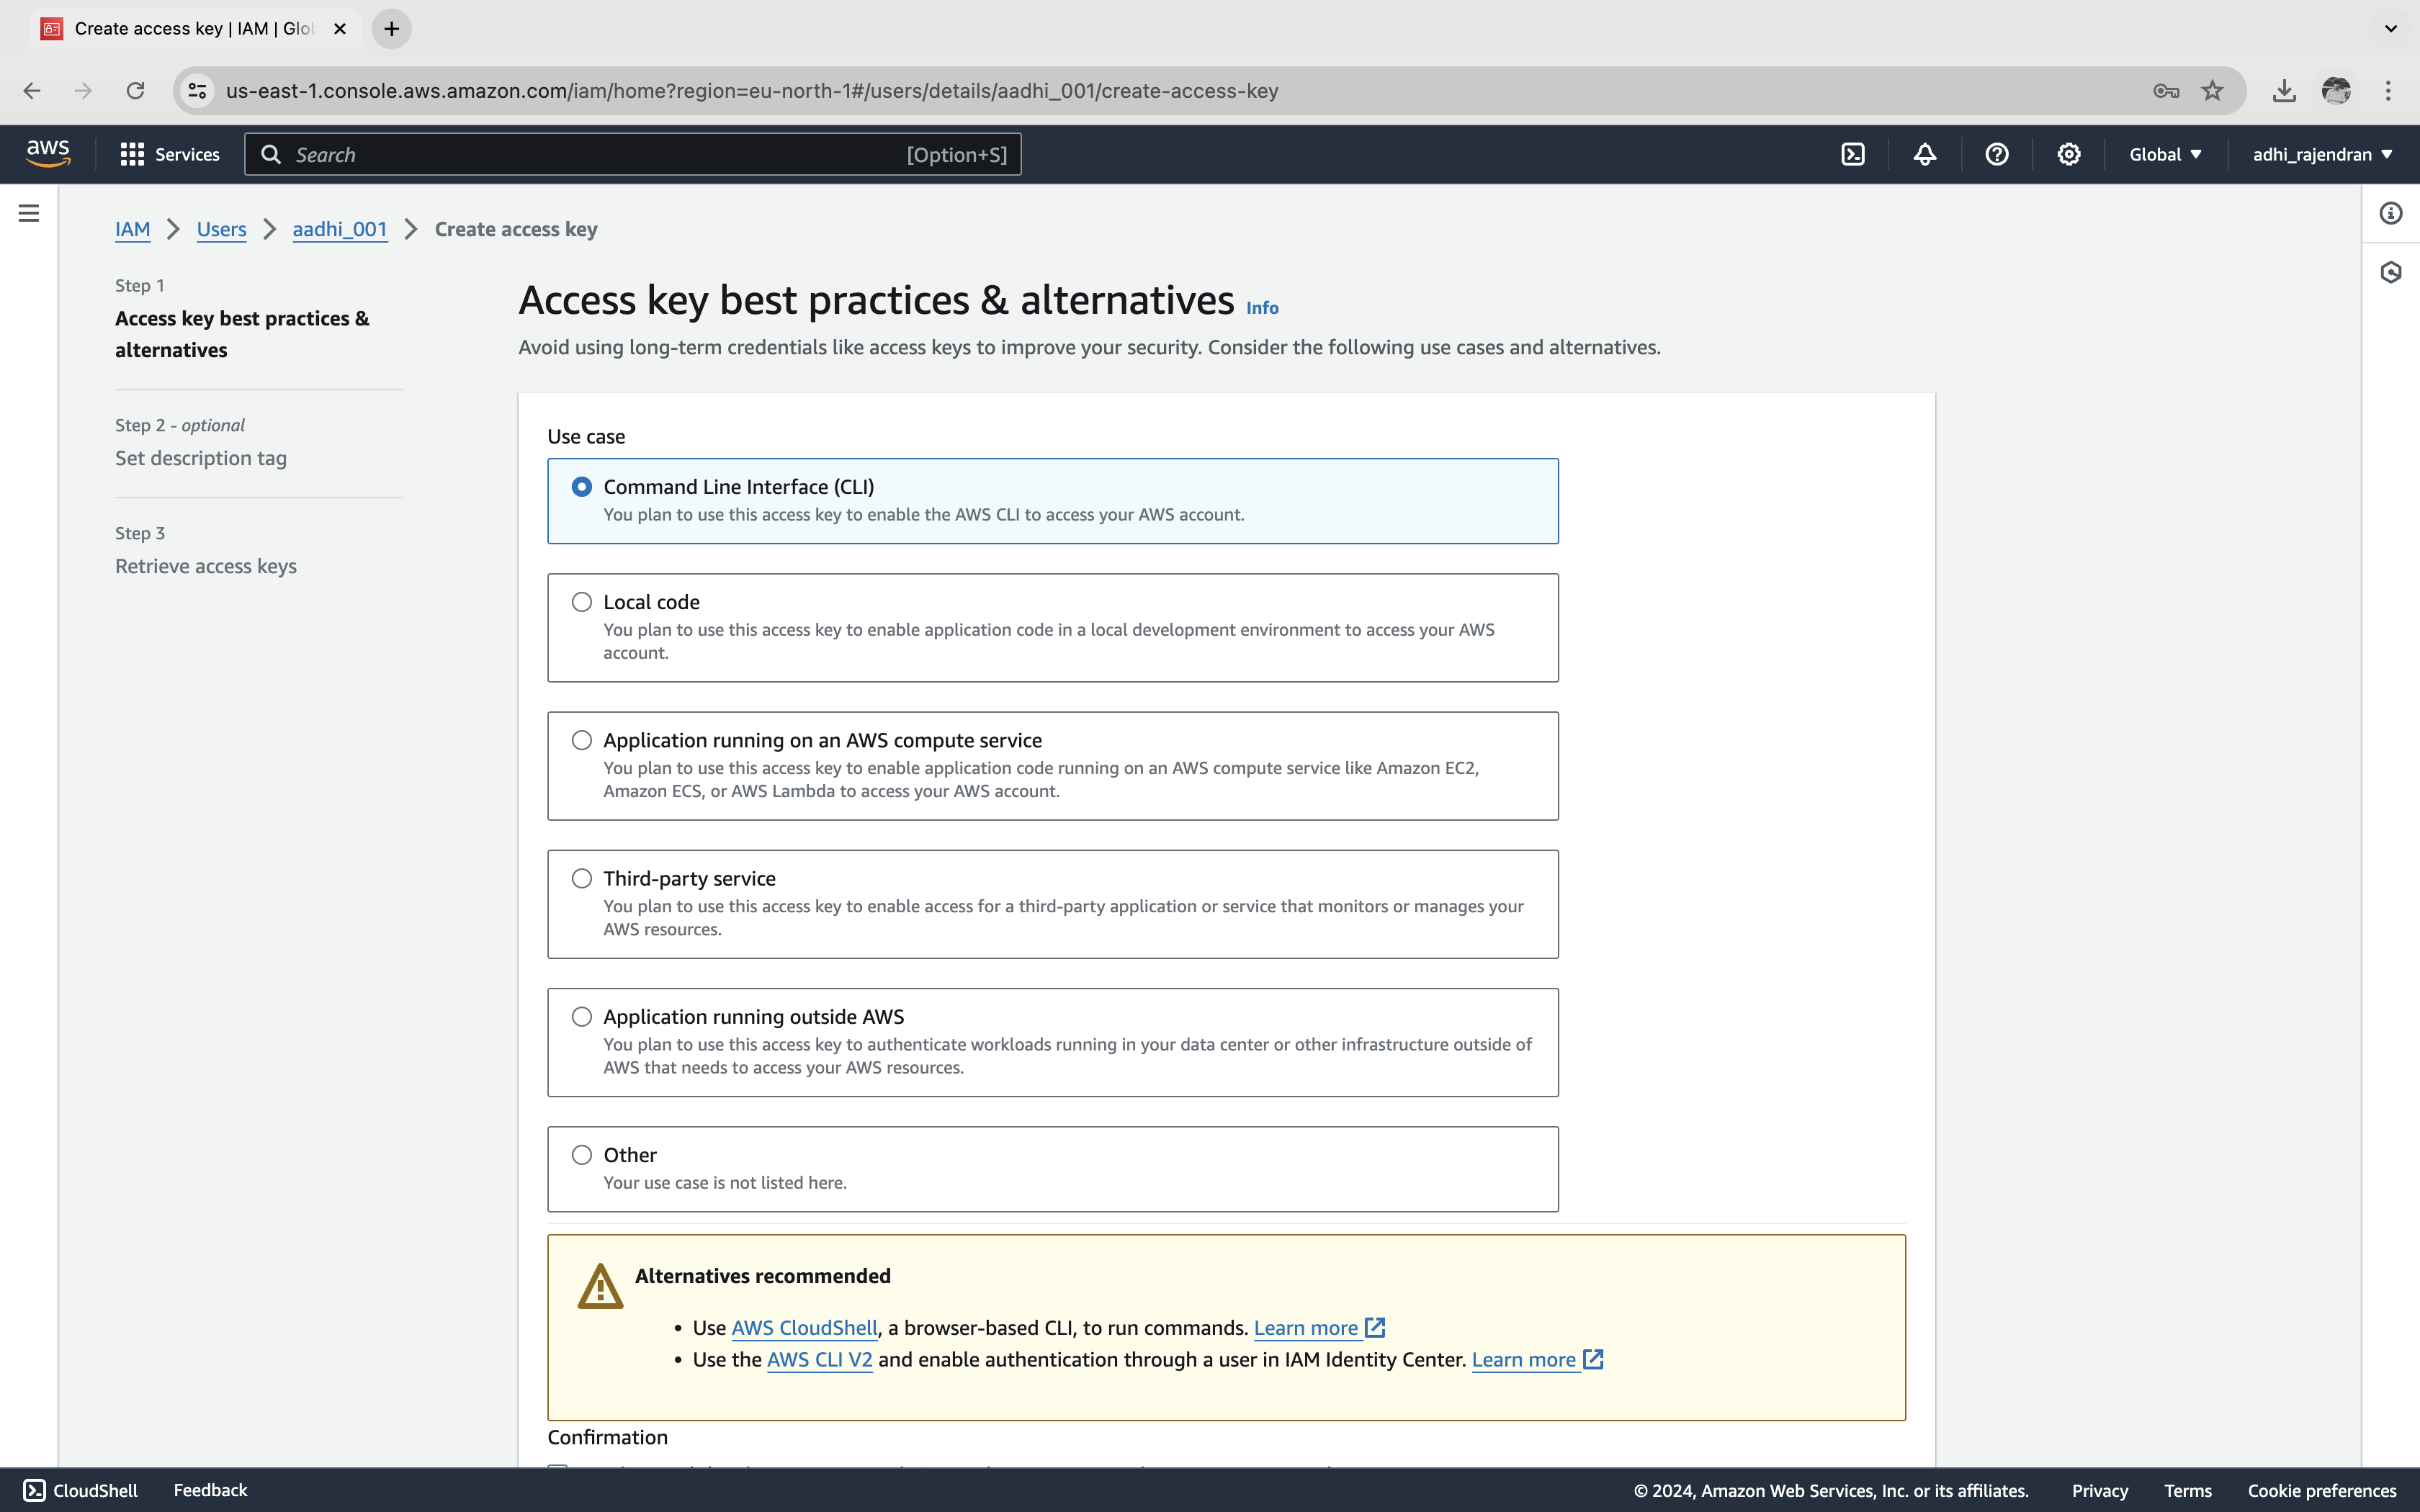 Create access key | IAM | Glo
us-east-1.console.aws.amazon.com/iam/home?region=eu-north-1#/users/details/aadhi_001/create-access-key
aws
Services
Search
[Option+S]
Global
adhi_rajendran
IAM
Users
aadhi_001
Create access key
Step 1
Access key best practices &
alternatives
Step 2 - optional
Set description tag
Step 3
Retrieve access keys
Access key best practices & alternatives Info
Avoid using long-term credentials like access keys to improve your security. Consider the following use cases and alternatives.
Use case
Command Line Interface (CLI)
You plan to use this access key to enable the AWS CLI to access your AWS account.
Local code
You plan to use this access key to enable application code in a local development environment to access your AWS
account.
Application running on an AWS compute service
You plan to use this access key to enable application code running on an AWS compute service like Amazon EC2,
Amazon ECS, or AWS Lambda to access your AWS account.
Third-party service
You plan to use this access key to enable access for a third-party application or service that monitors or manages your
AWS resources.
Application running outside AWS
You plan to use this access key to authenticate workloads running in your data center or other infrastructure outside of
AWS that needs to access your AWS resources.
Other
Your use case is not listed here.
Alternatives recommended
• Use AWS CloudShell, a browser-based CLI, to run commands. Learn more
• Use the AWS CLI V2 and enable authentication through a user in IAM Identity Center. Learn more
Confirmation
CloudShell
Feedback
© 2024, Amazon Web Services, Inc. or its affiliates.
Privacy
Terms
Cookie preferences